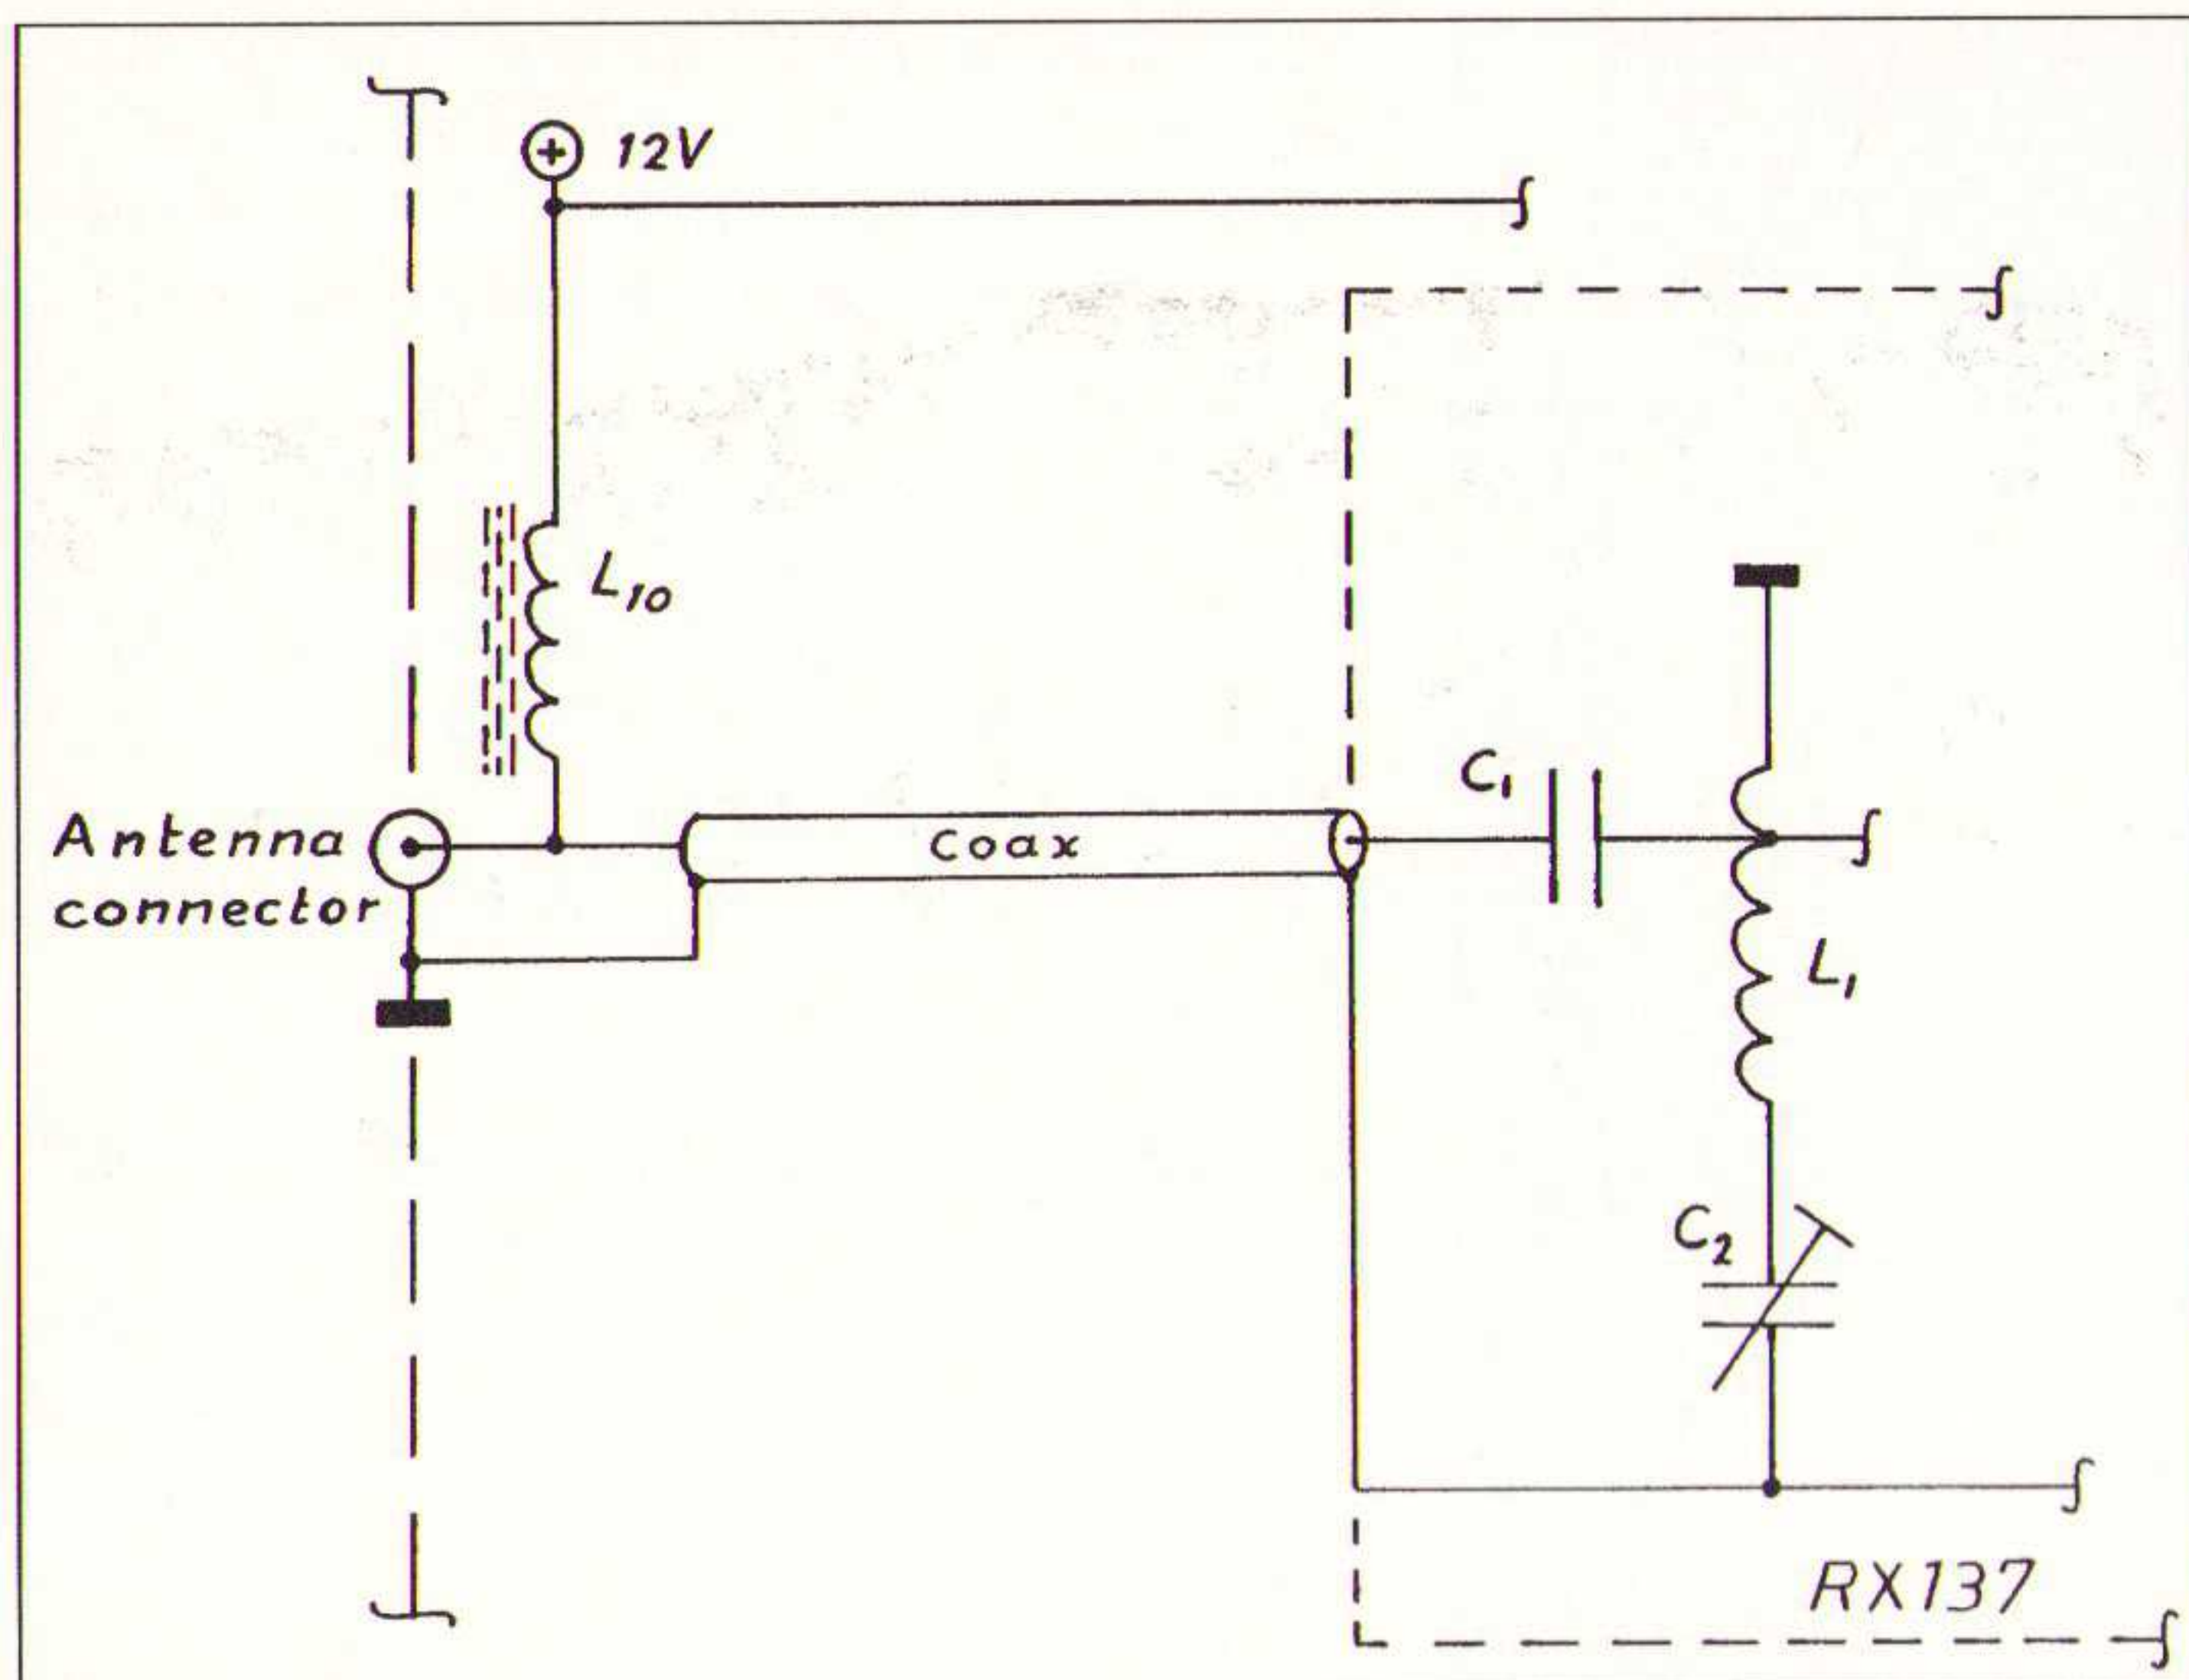 12V
L10
Antenna
connector
Coax
C1
L1
C2
RX137